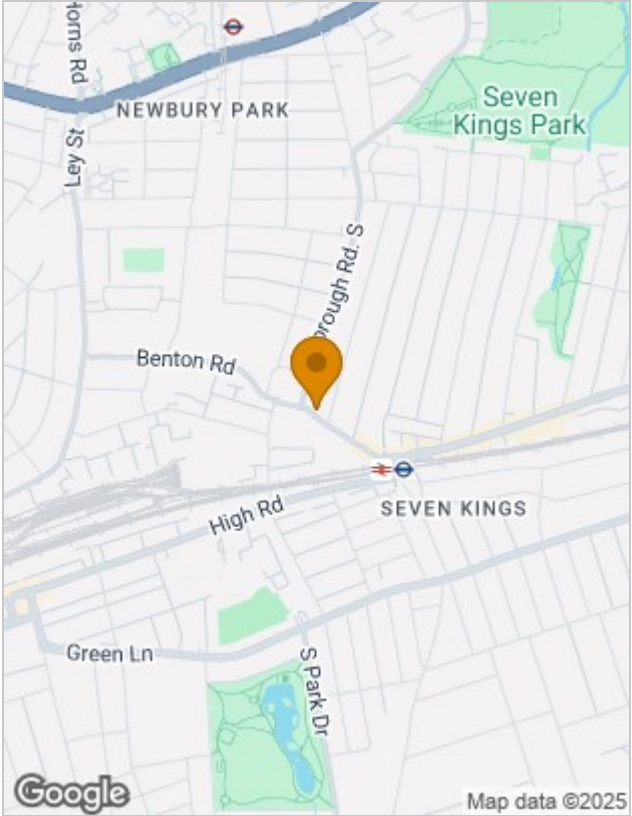 Horns Rd
NEWBURY PARK
Seven
Kings Park
Ley St
orough Rd. S
Benton Rd
High Rd
SEVEN KINGS
Green Ln
S Park Dr
Google
Map data ©2025